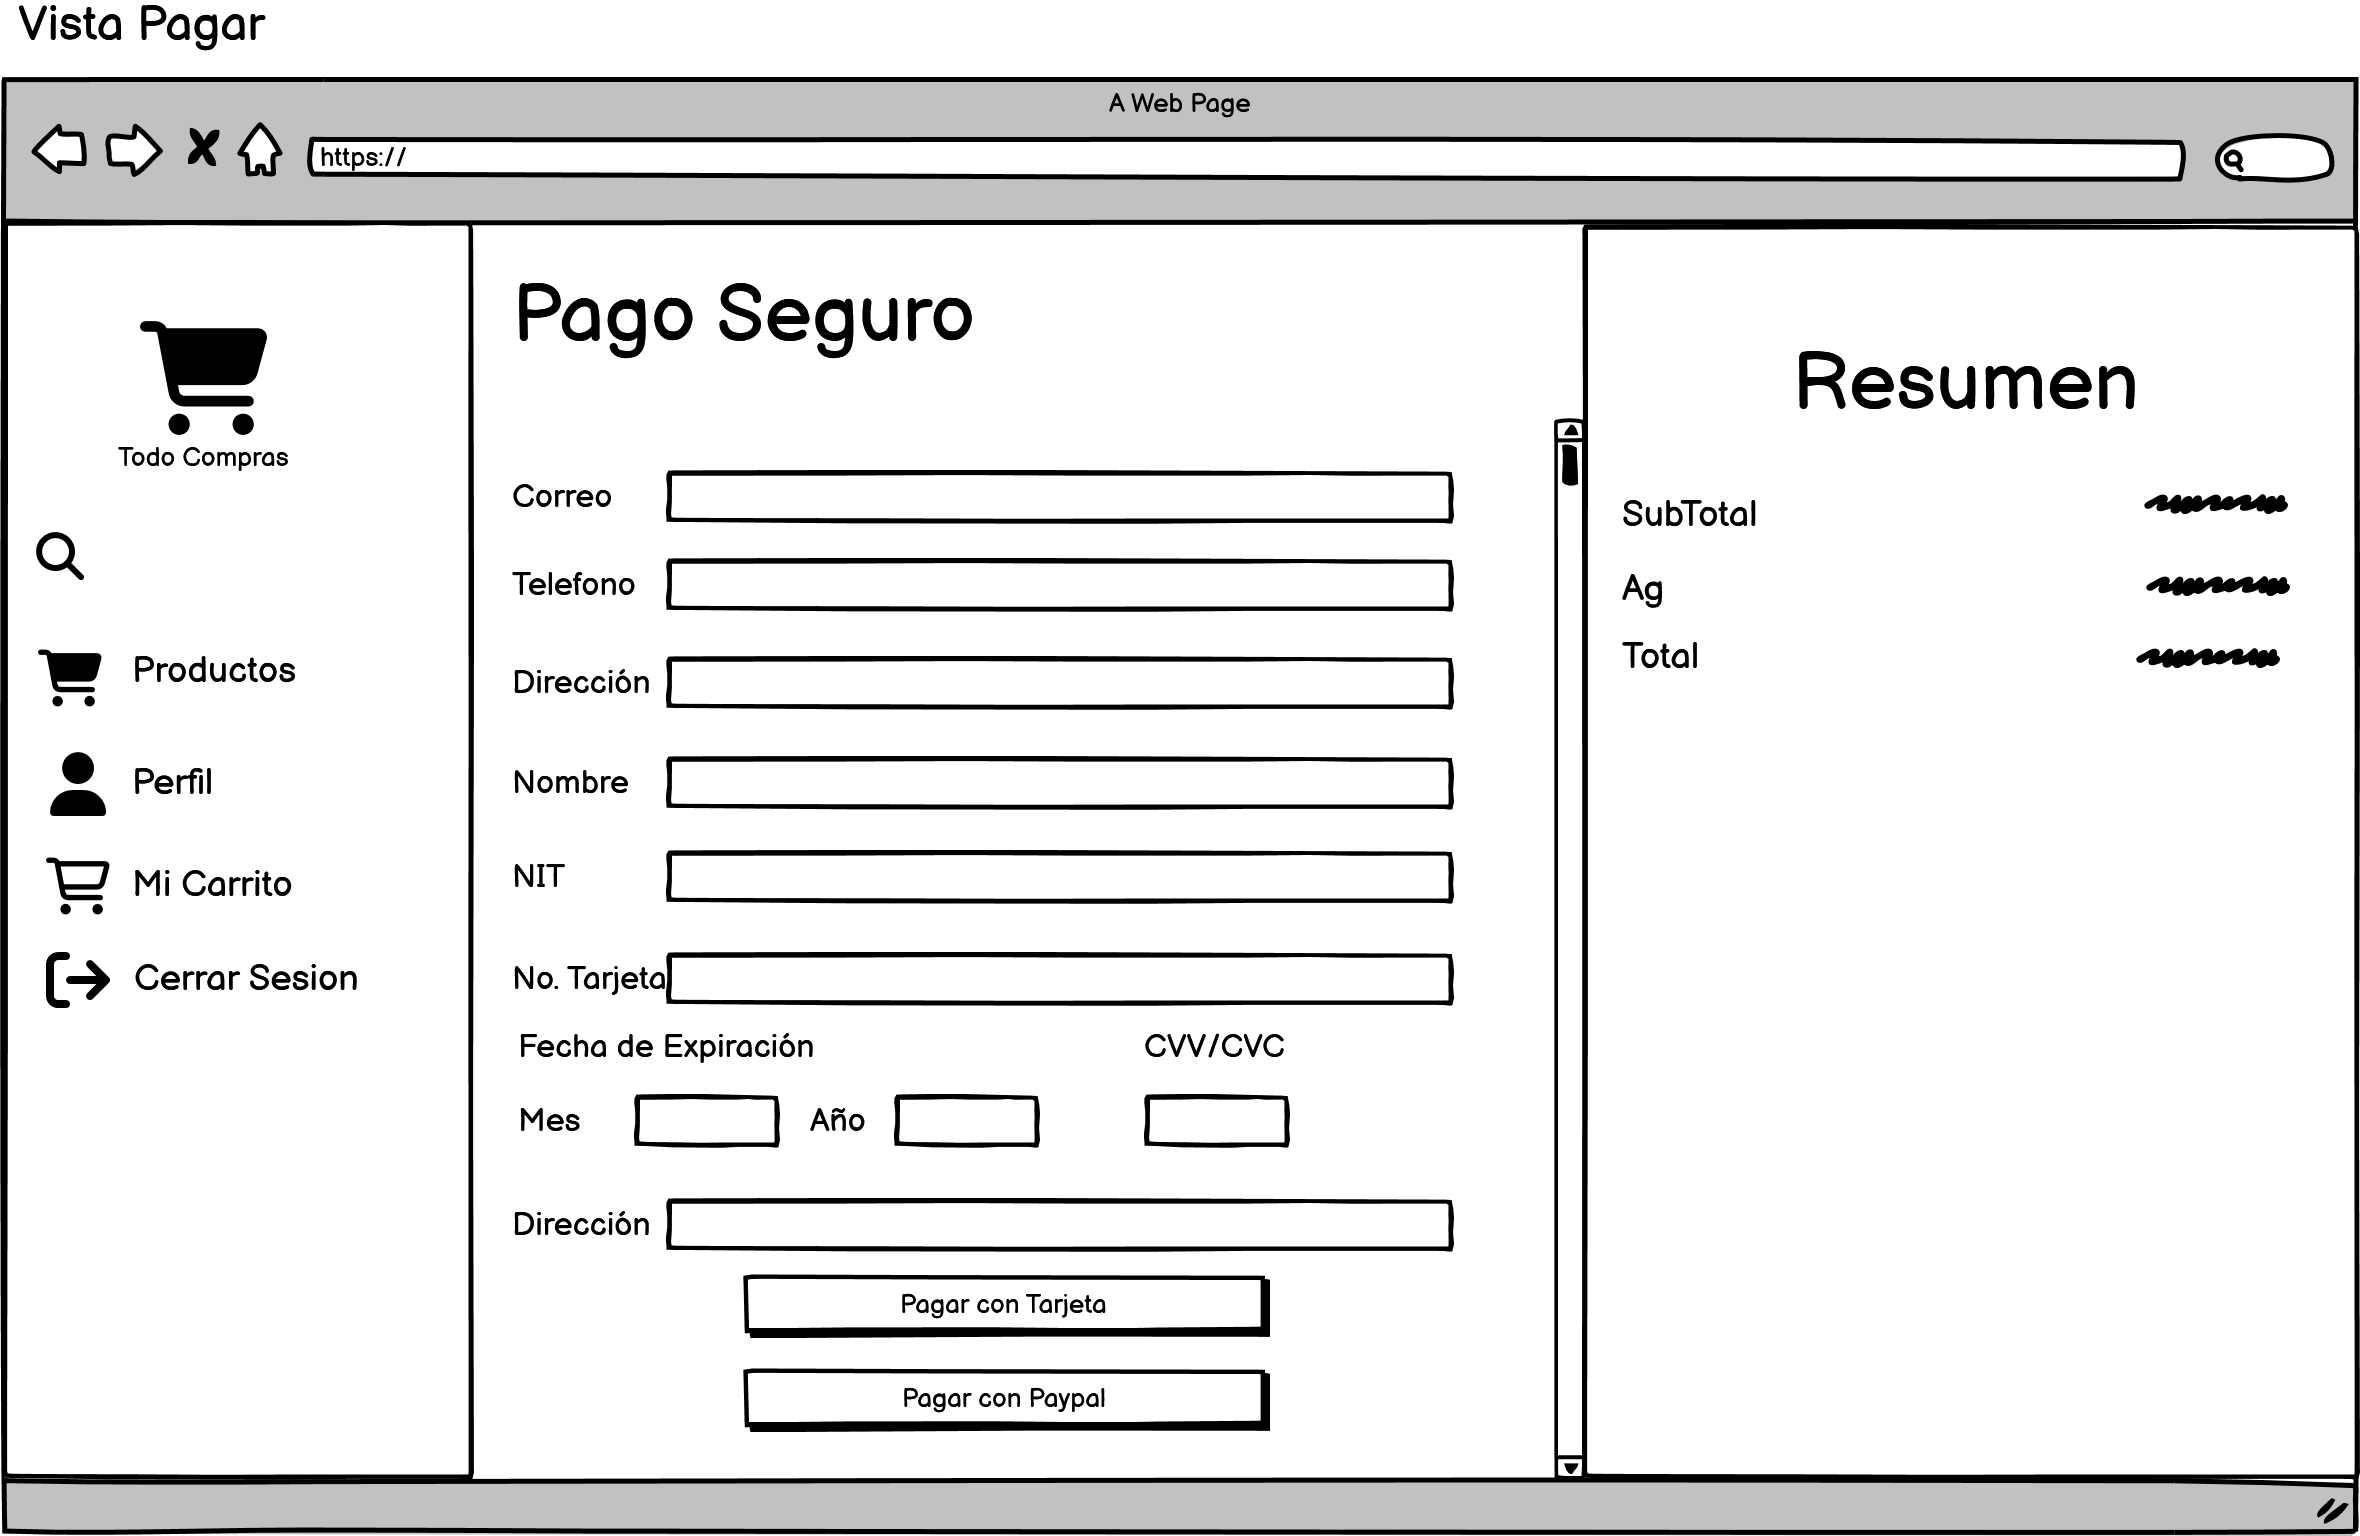 Vista Pagar
A Web Page
https://
Todo Compras
Productos
Perfil
Mi Carrito
Cerrar Sesion
Pago Seguro
Correo
Telefono
Dirección
Nombre
NIT
No. Tarjeta
Fecha de Expiración CVV/CVC
Mes Año
Dirección
Pagar con Tarjeta
Pagar con Paypal
Resumen
SubTotal
Ag
Total